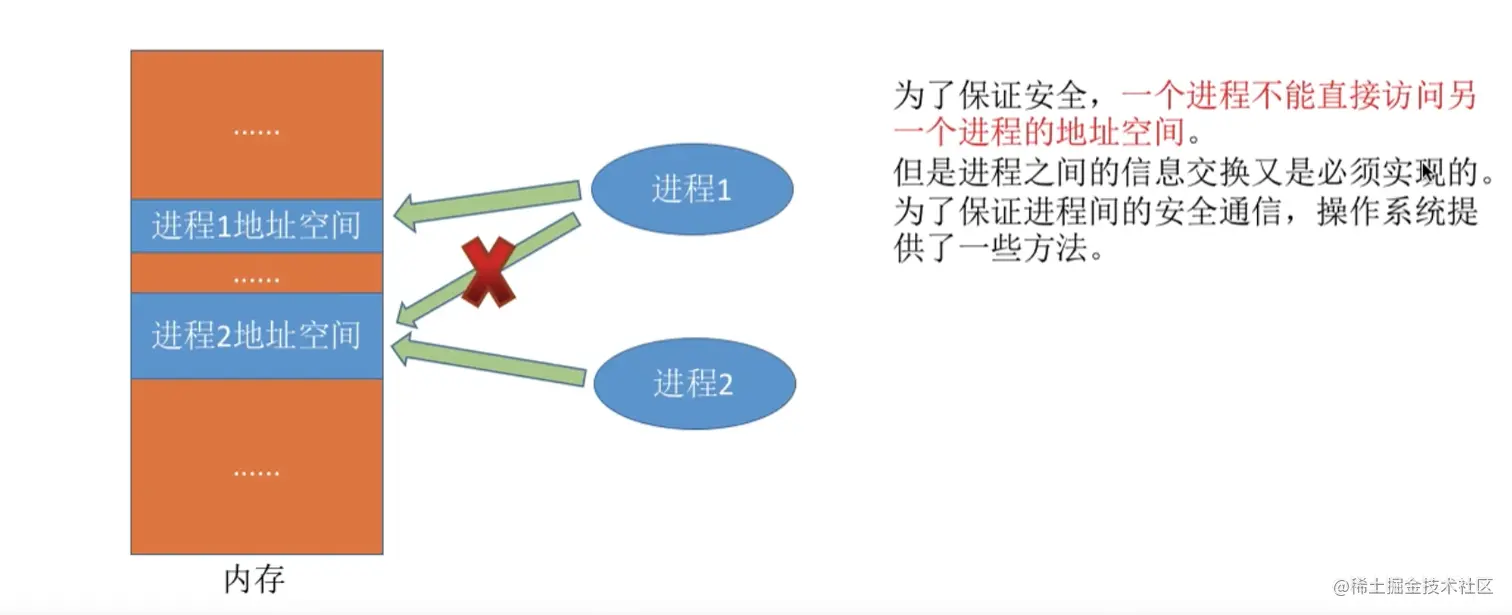 ......
进程1地址空间
......
进程2地址空间
......
内存
进程1
进程2
为了保证安全，一个进程不能直接访问另
一个进程的地址空间。
但是进程之间的信息交换又是必须实现的。
为了保证进程间的安全通信，操作系统提
供了一些方法。
@稀土掘金技术社区